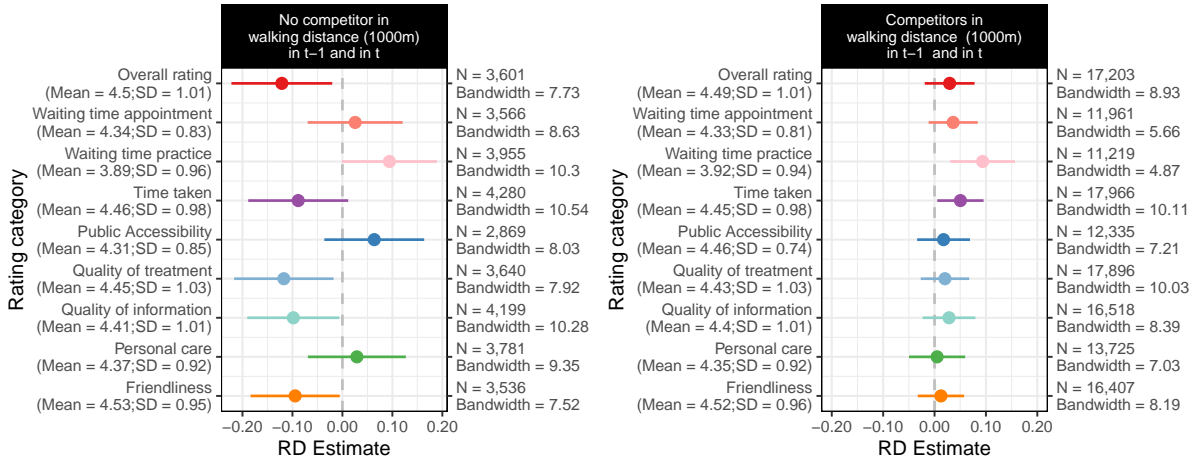 No competitor in
walking distance (1000m)
in t−1 and in t
Rating category
Overall rating
(Mean = 4.5;SD = 1.01)
N = 3,601
Bandwidth = 7.73
Waiting time appointment
(Mean = 4.34;SD = 0.83)
N = 3,566
Bandwidth = 8.63
Waiting time practice
(Mean = 3.89;SD = 0.96)
N = 3,955
Bandwidth = 10.3
Time taken
(Mean = 4.46;SD = 0.98)
N = 4,280
Bandwidth = 10.54
Public Accessibility
(Mean = 4.31;SD = 0.85)
N = 2,869
Bandwidth = 8.03
Quality of treatment
(Mean = 4.45;SD = 1.03)
N = 3,640
Bandwidth = 7.92
Quality of information
(Mean = 4.41;SD = 1.01)
N = 4,199
Bandwidth = 10.28
Personal care
(Mean = 4.37;SD = 0.92)
N = 3,781
Bandwidth = 9.35
Friendliness
(Mean = 4.53;SD = 0.95)
N = 3,536
Bandwidth = 7.52
−0.20 −0.10 0.00 0.10 0.20
RD Estimate
Competitors in
walking distance (1000m)
in t−1 and in t
Rating category
Overall rating
(Mean = 4.49;SD = 1.01)
N = 17,203
Bandwidth = 8.93
Waiting time appointment
(Mean = 4.33;SD = 0.81)
N = 11,961
Bandwidth = 5.66
Waiting time practice
(Mean = 3.92;SD = 0.94)
N = 11,219
Bandwidth = 4.87
Time taken
(Mean = 4.45;SD = 0.98)
N = 17,966
Bandwidth = 10.11
Public Accessibility
(Mean = 4.46;SD = 0.74)
N = 12,335
Bandwidth = 7.21
Quality of treatment
(Mean = 4.43;SD = 1.03)
N = 17,896
Bandwidth = 10.03
Quality of information
(Mean = 4.4;SD = 1.01)
N = 16,518
Bandwidth = 8.39
Personal care
(Mean = 4.35;SD = 0.92)
N = 13,725
Bandwidth = 7.03
Friendliness
(Mean = 4.52;SD = 0.96)
N = 16,407
Bandwidth = 8.19
−0.20 −0.10 0.00 0.10 0.20
RD Estimate